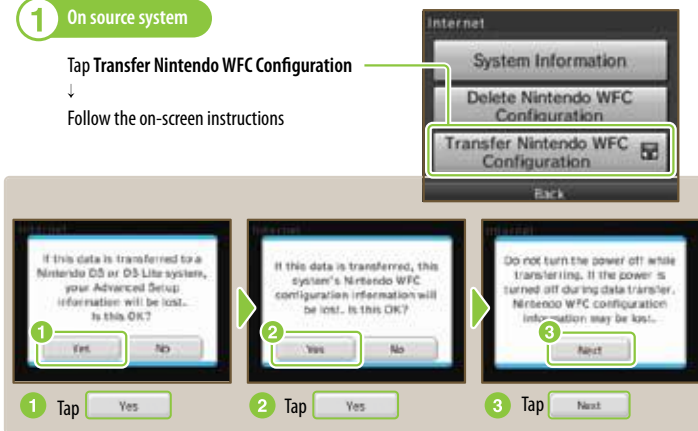 1 On source system
Tap Transfer Nintendo WFC Configuration
↓
Follow the on-screen instructions
Internet
System Information
Delete Nintendo WFC
Configuration
Transfer Nintendo WFC
Configuration
Back
Internet
If this data is transferred to a
Nintendo DS or DS Lite system,
your Advanced Setup
information will be lost.
Is this OK?
1
Yes No
1 Tap Yes
Internet
If this data is transferred, this
system's Nintendo WFC
configuration information will
be lost. Is this OK?
2
Yes No
2 Tap Yes
Internet
Do not turn the power off while
transferring. If the power is
turned off during data transfer,
Nintendo WFC configuration
information may be lost.
3
Next
3 Tap Next